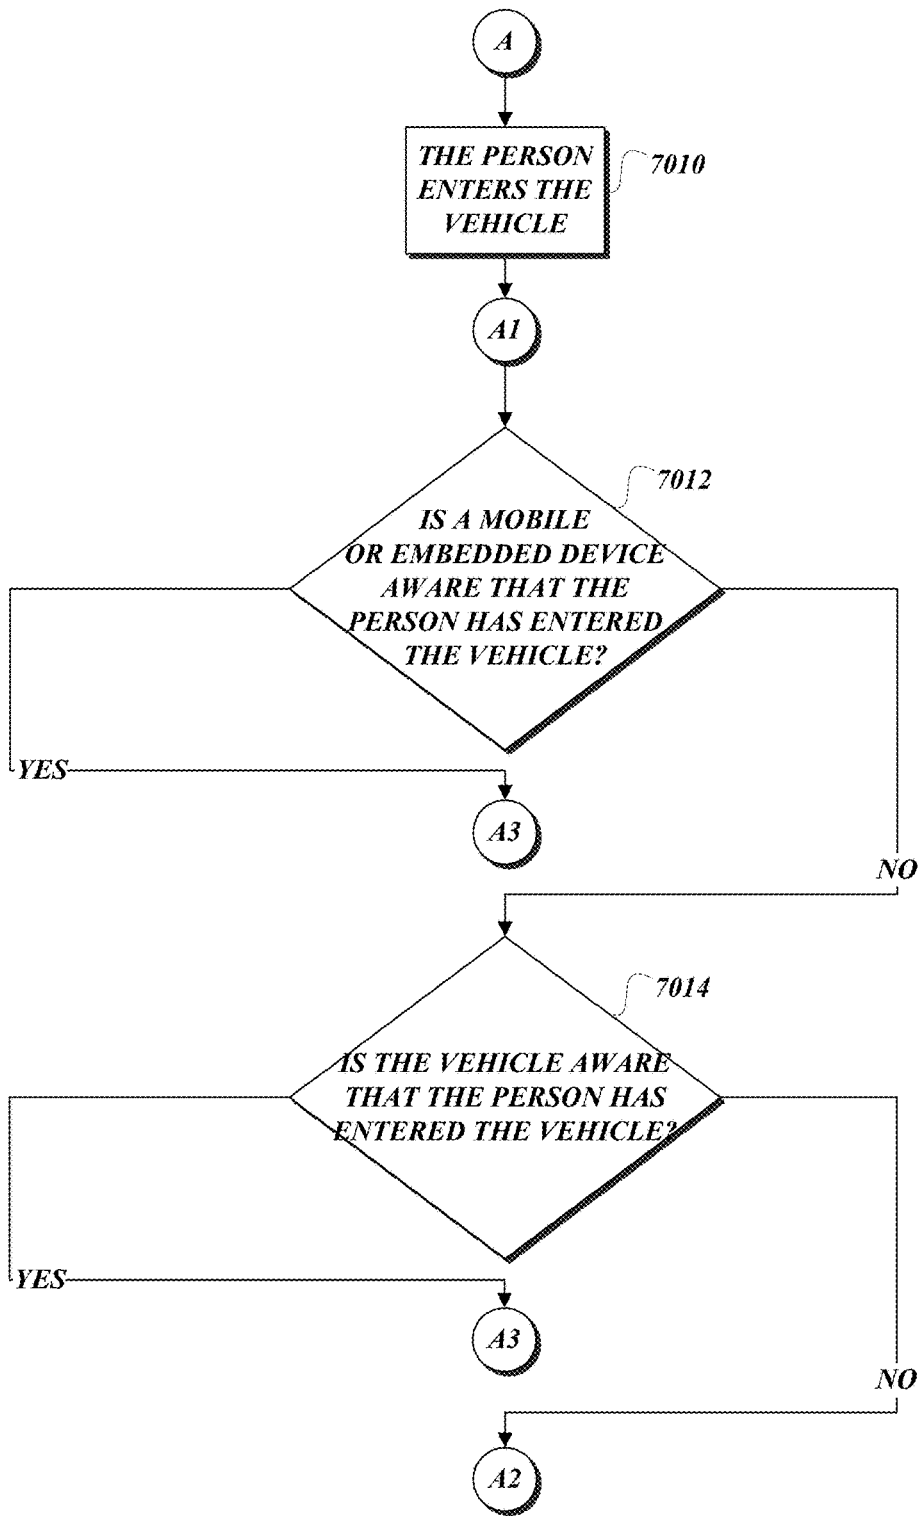 A
THE PERSON
ENTERS THE
VEHICLE
7010
A1
7012
IS A MOBILE
OR EMBEDDED DEVICE
AWARE THAT THE
PERSON HAS ENTERED
THE VEHICLE?
YES
A3
NO
7014
IS THE VEHICLE AWARE
THAT THE PERSON HAS
ENTERED THE VEHICLE?
YES
A3
NO
A2